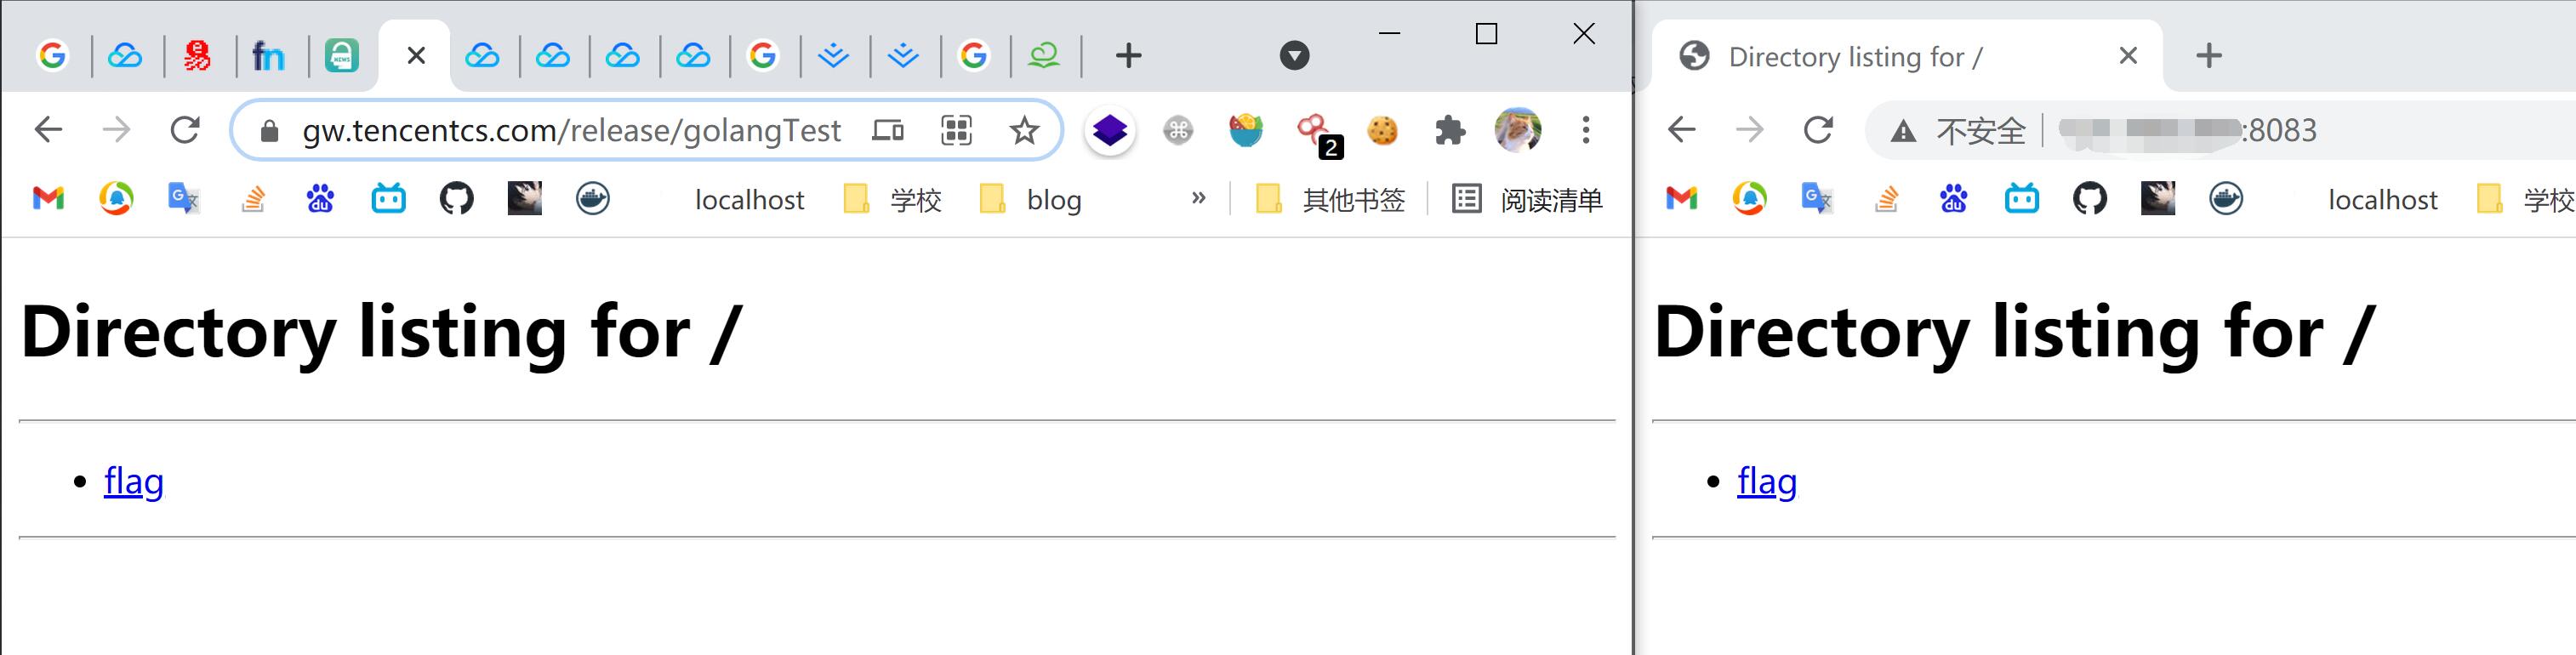 Directory listing for /
gw.tencentcs.com/release/golangTest
2
不安全
:8083
localhost
学校
blog
»
其他书签
阅读清单
localhost
学校
Directory listing for /
flag
Directory listing for /
flag